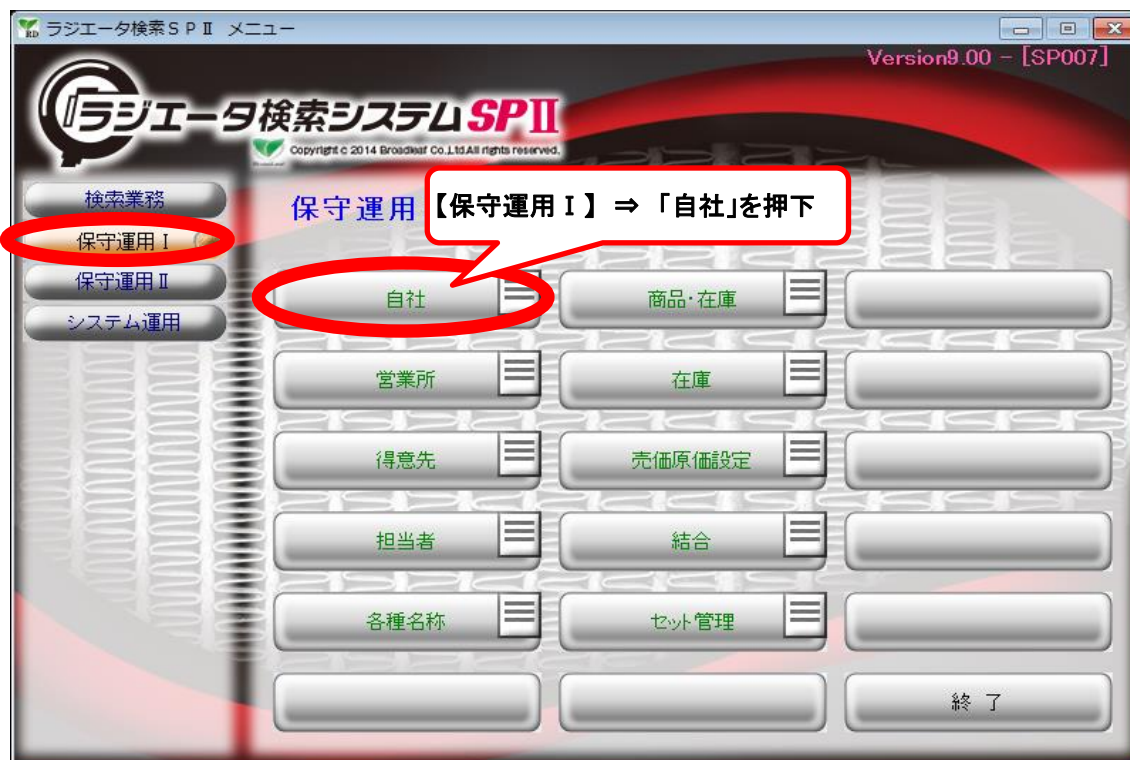 ラジエータ検索ＳＰⅡ メニュー
Version9.00 - [SP007]
ラジエータ検索システムSPⅡ
Copyright c 2014 Broadleaf Co.,Ltd.All rights reserved.
検索業務
保守運用Ⅰ
保守運用Ⅱ
システム運用
保守運用
【保守運用Ⅰ】 ⇒ 「自社」を押下
自社
商品･在庫
営業所
在庫
得意先
売価原価設定
担当者
結合
各種名称
セット管理
終 了